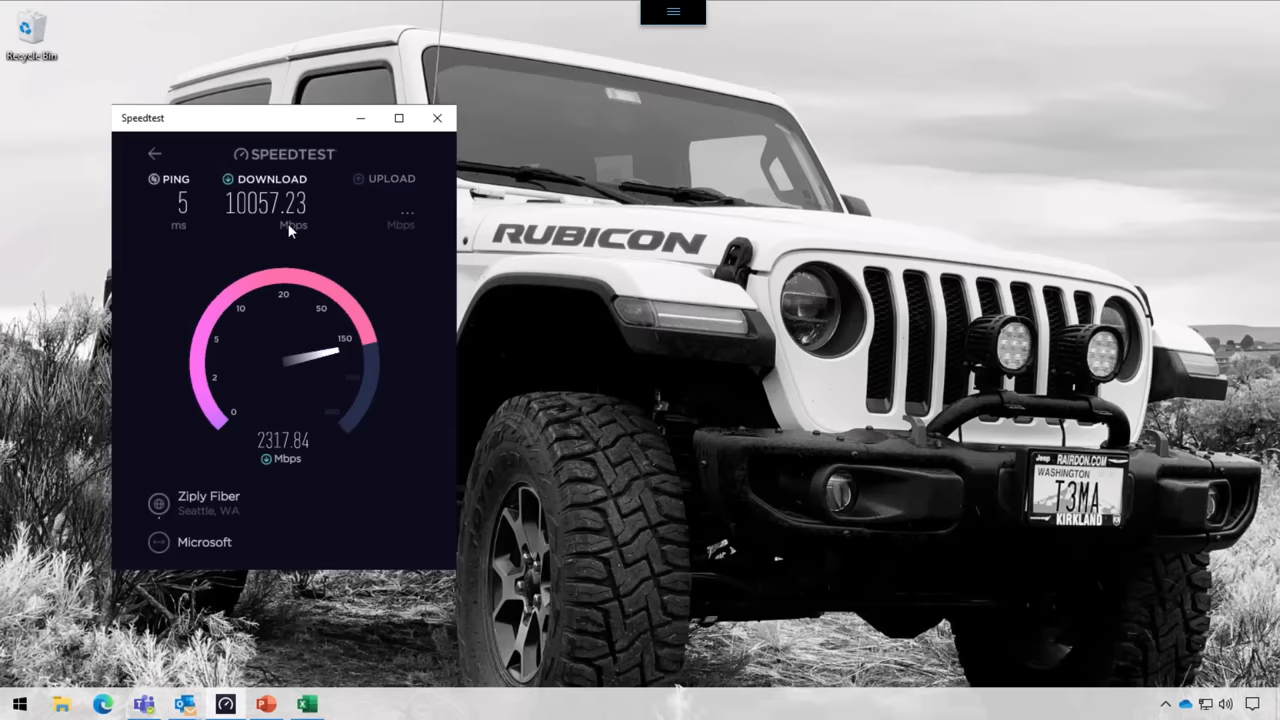 Recycle Bin
Speedtest
SPEEDTEST
PING
DOWNLOAD
UPLOAD
5
10057.23
...
ms
Mbps
Mbps
0
2
5
10
20
50
150
2317.84
Mbps
Ziply Fiber
Seattle, WA
Microsoft
RUBICON
Jeep RAIRDON.COM
WASHINGTON
T3MA
KIRKLAND